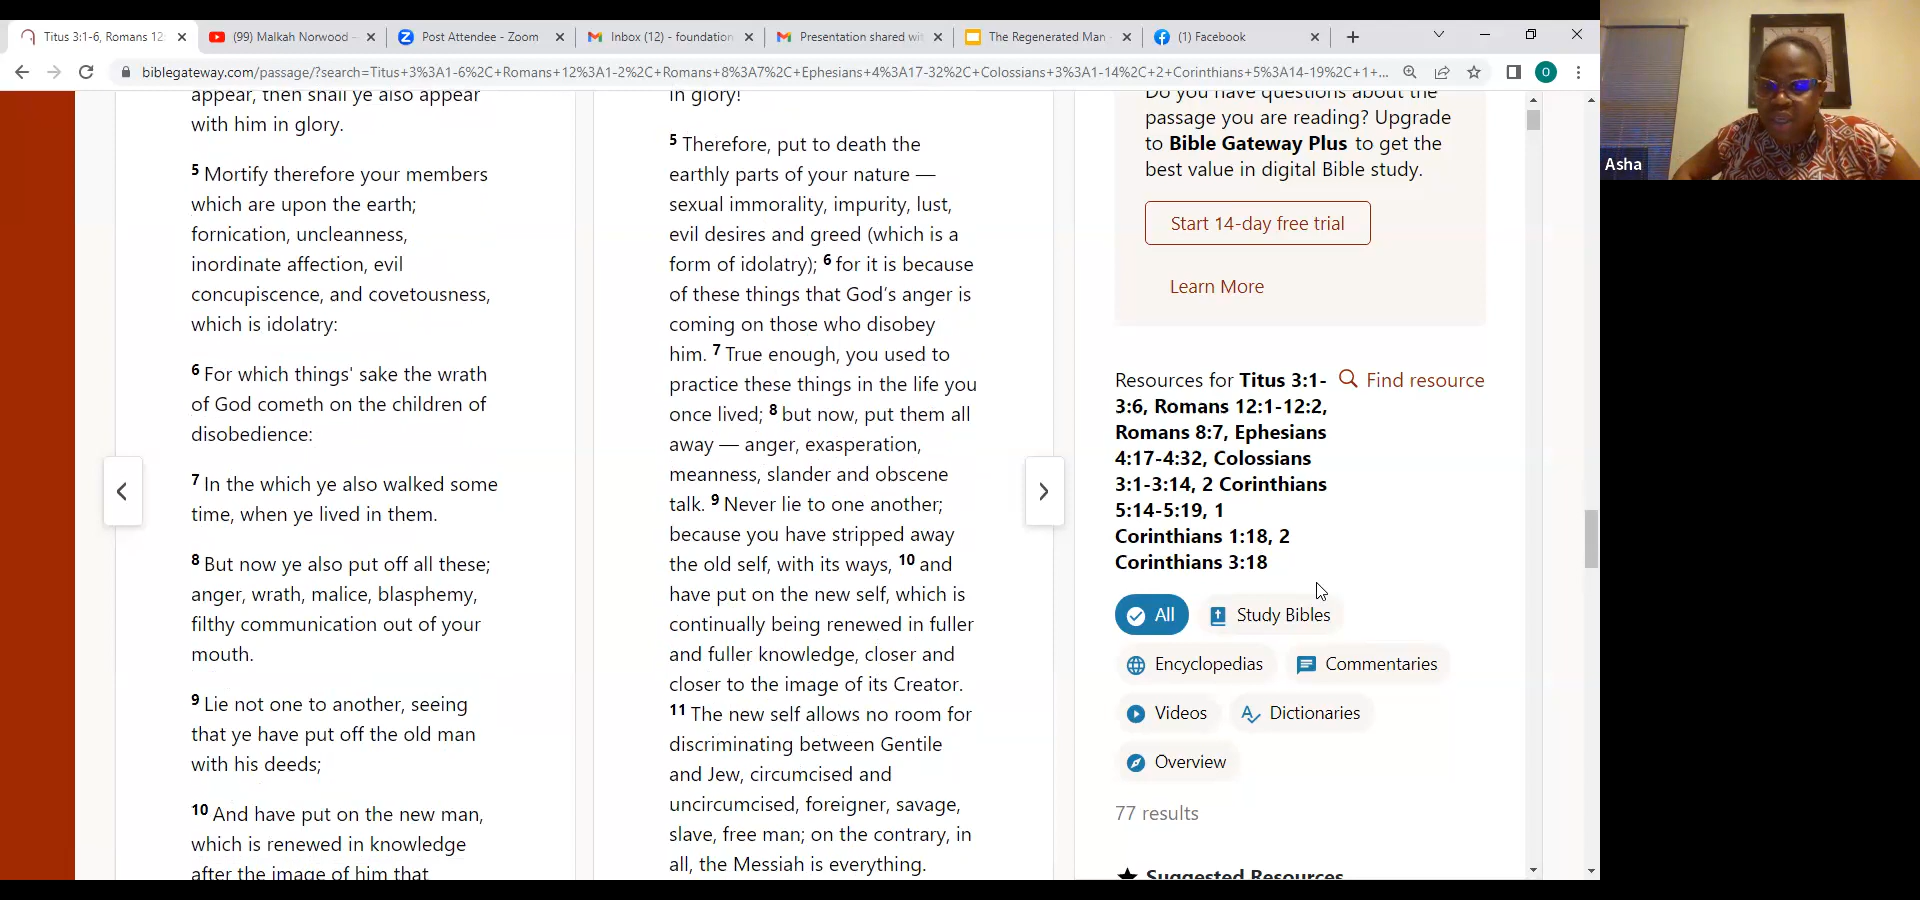 Titus 3:1-6, Romans 12
(99) Malkah Norwood -
Post Attendee - Zoom
Inbox (12) - foundation
Presentation shared wi
The Regenerated Man -
(1) Facebook
biblegateway.com/passage/?search=Titus+3%3A1-6%2C+Romans+12%3A1-2%2C+Romans+8%3A7%2C+Ephesians+4%3A17-32%2C+Colossians+3%3A1-14%2C+2+Corinthians+5%3A14-19%2C+1+...
O
appear, then shall ye also appear
with him in glory.
5 Mortify therefore your members
which are upon the earth;
fornication, uncleanness,
inordinate affection, evil
concupiscence, and covetousness,
which is idolatry:
6 For which things' sake the wrath
of God cometh on the children of
disobedience:
7 In the which ye also walked some
time, when ye lived in them.
8 But now ye also put off all these;
anger, wrath, malice, blasphemy,
filthy communication out of your
mouth.
9 Lie not one to another, seeing
that ye have put off the old man
with his deeds;
10 And have put on the new man,
which is renewed in knowledge
after the image of him that
in glory!
5 Therefore, put to death the
earthly parts of your nature —
sexual immorality, impurity, lust,
evil desires and greed (which is a
form of idolatry); 6 for it is because
of these things that God's anger is
coming on those who disobey
him. 7 True enough, you used to
practice these things in the life you
once lived; 8 but now, put them all
away — anger, exasperation,
meanness, slander and obscene
talk. 9 Never lie to one another;
because you have stripped away
the old self, with its ways, 10 and
have put on the new self, which is
continually being renewed in fuller
and fuller knowledge, closer and
closer to the image of its Creator.
11 The new self allows no room for
discriminating between Gentile
and Jew, circumcised and
uncircumcised, foreigner, savage,
slave, free man; on the contrary, in
all, the Messiah is everything.
Do you have questions about the
passage you are reading? Upgrade
to Bible Gateway Plus to get the
best value in digital Bible study.
Start 14-day free trial
Learn More
Resources for Titus 3:1-
3:6, Romans 12:1-12:2,
Romans 8:7, Ephesians
4:17-4:32, Colossians
3:1-3:14, 2 Corinthians
5:14-5:19, 1
Corinthians 1:18, 2
Corinthians 3:18
Find resource
All
Study Bibles
Encyclopedias
Commentaries
Videos
Dictionaries
Overview
77 results
Suggested Resources
Asha